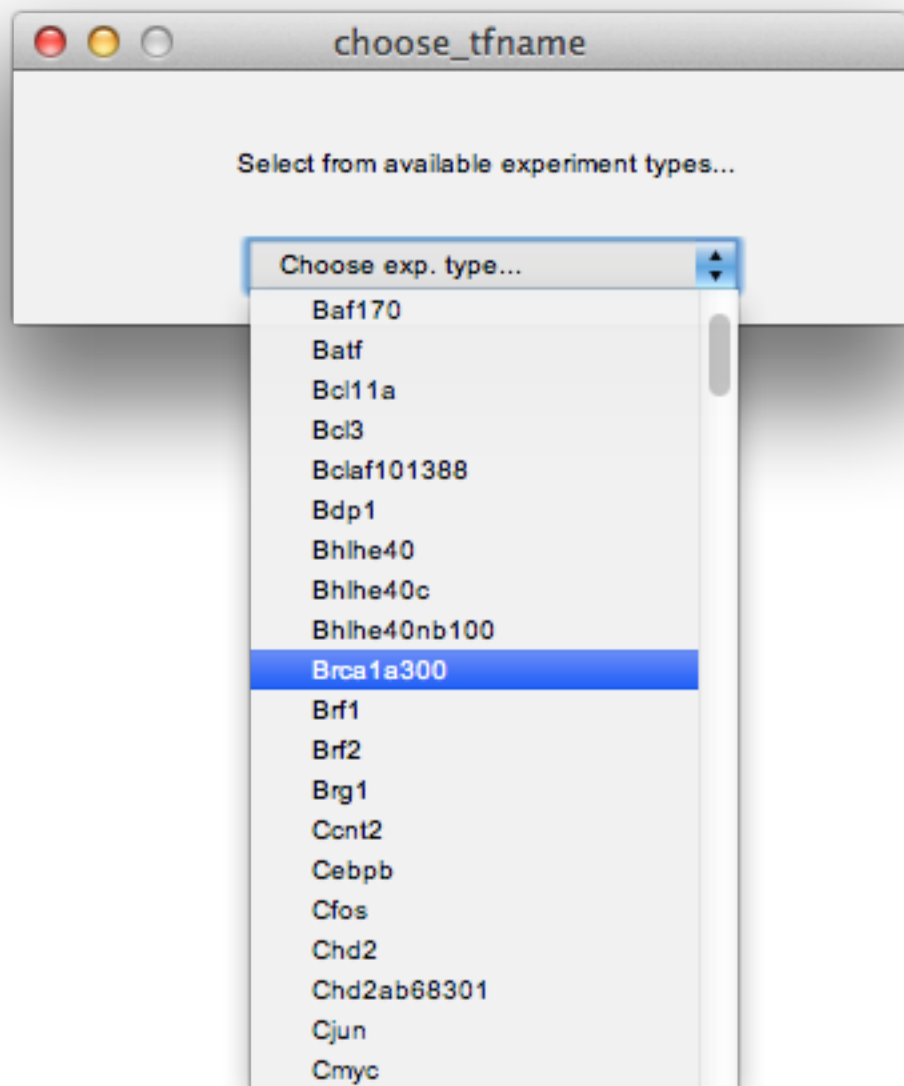 choose_tfname
Select from available experiment types...
Choose exp. type...
Baf170
Batf
Bcl11a
Bcl3
Bclaf101388
Bdp1
Bhlhe40
Bhlhe40c
Bhlhe40nb100
Brca1a300
Brf1
Brf2
Brg1
Ccnt2
Cebpb
Cfos
Chd2
Chd2ab68301
Cjun
Cmyc